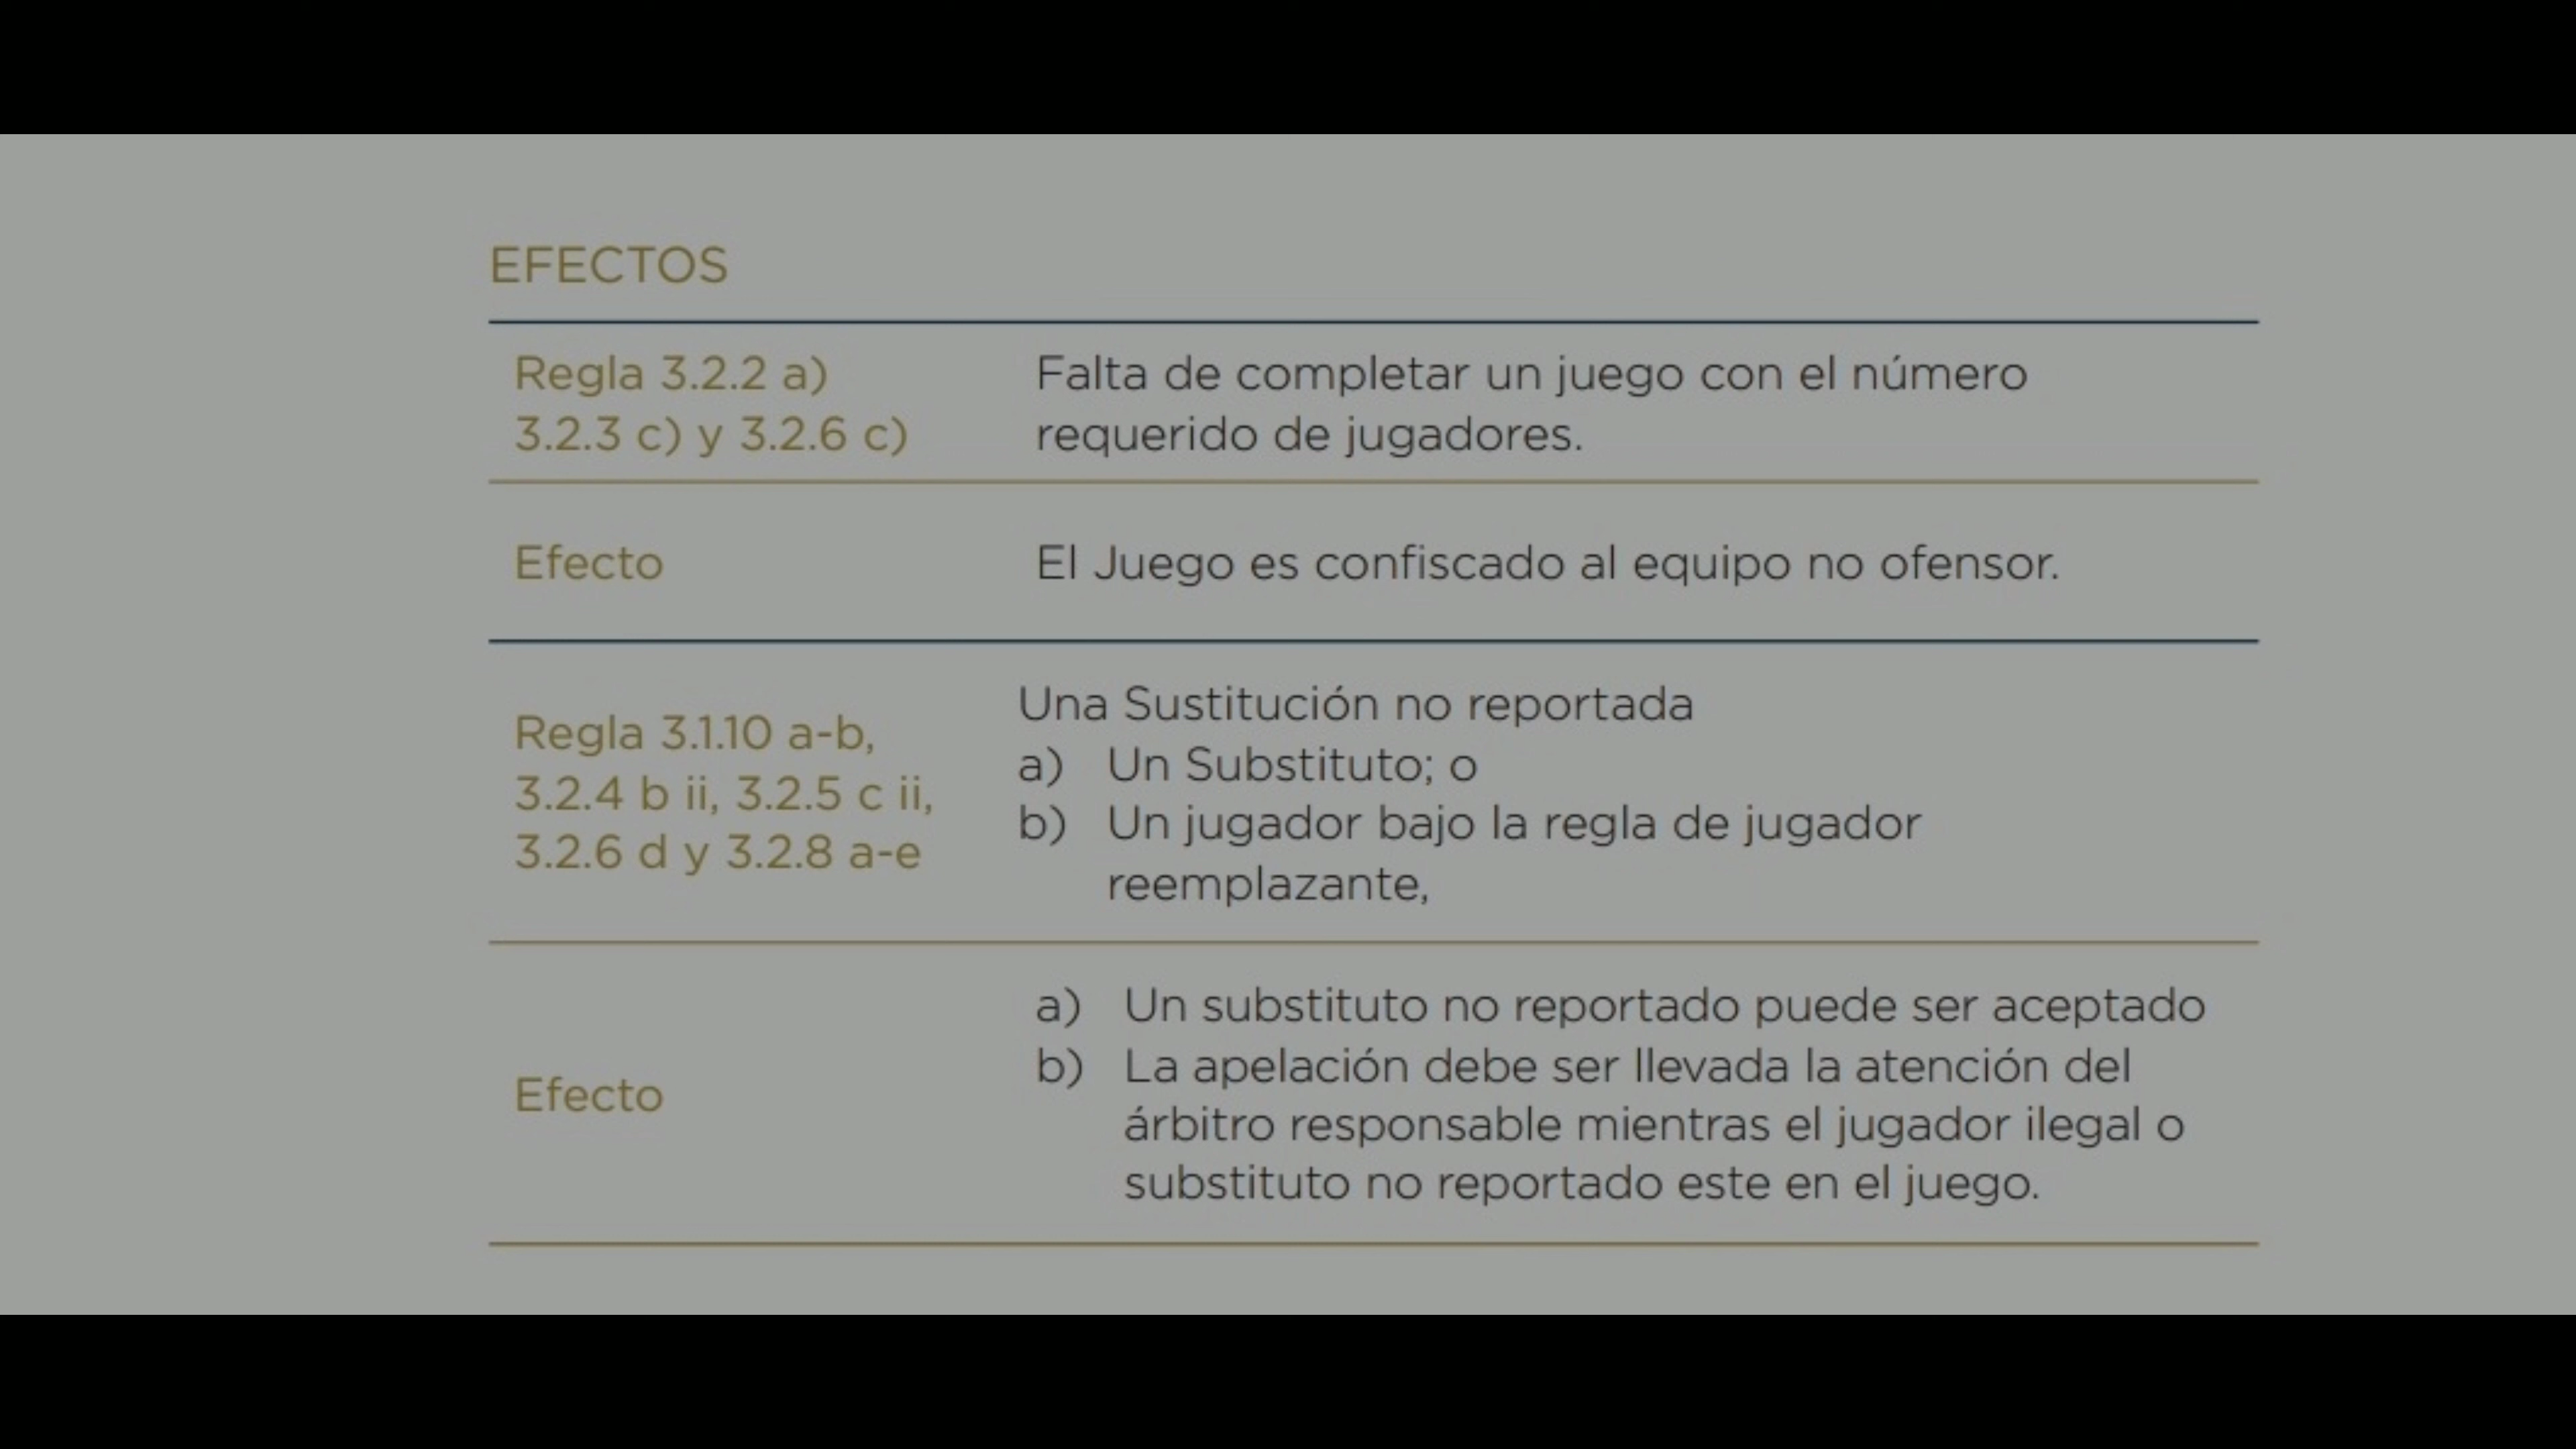 EFECTOS
Regla 3.2.2 a)
3.2.3 c) y 3.2.6 c)
Falta de completar un juego con el número
requerido de jugadores.
Efecto
El Juego es confiscado al equipo no ofensor.
Regla 3.1.10 a-b,
3.2.4 b ii, 3.2.5 c ii,
3.2.6 d y 3.2.8 a-e
Una Sustitución no reportada
a) Un Substituto; o
b) Un jugador bajo la regla de jugador
reemplazante,
Efecto
a) Un substituto no reportado puede ser aceptado
b) La apelación debe ser llevada la atención del
árbitro responsable mientras el jugador ilegal o
substituto no reportado este en el juego.